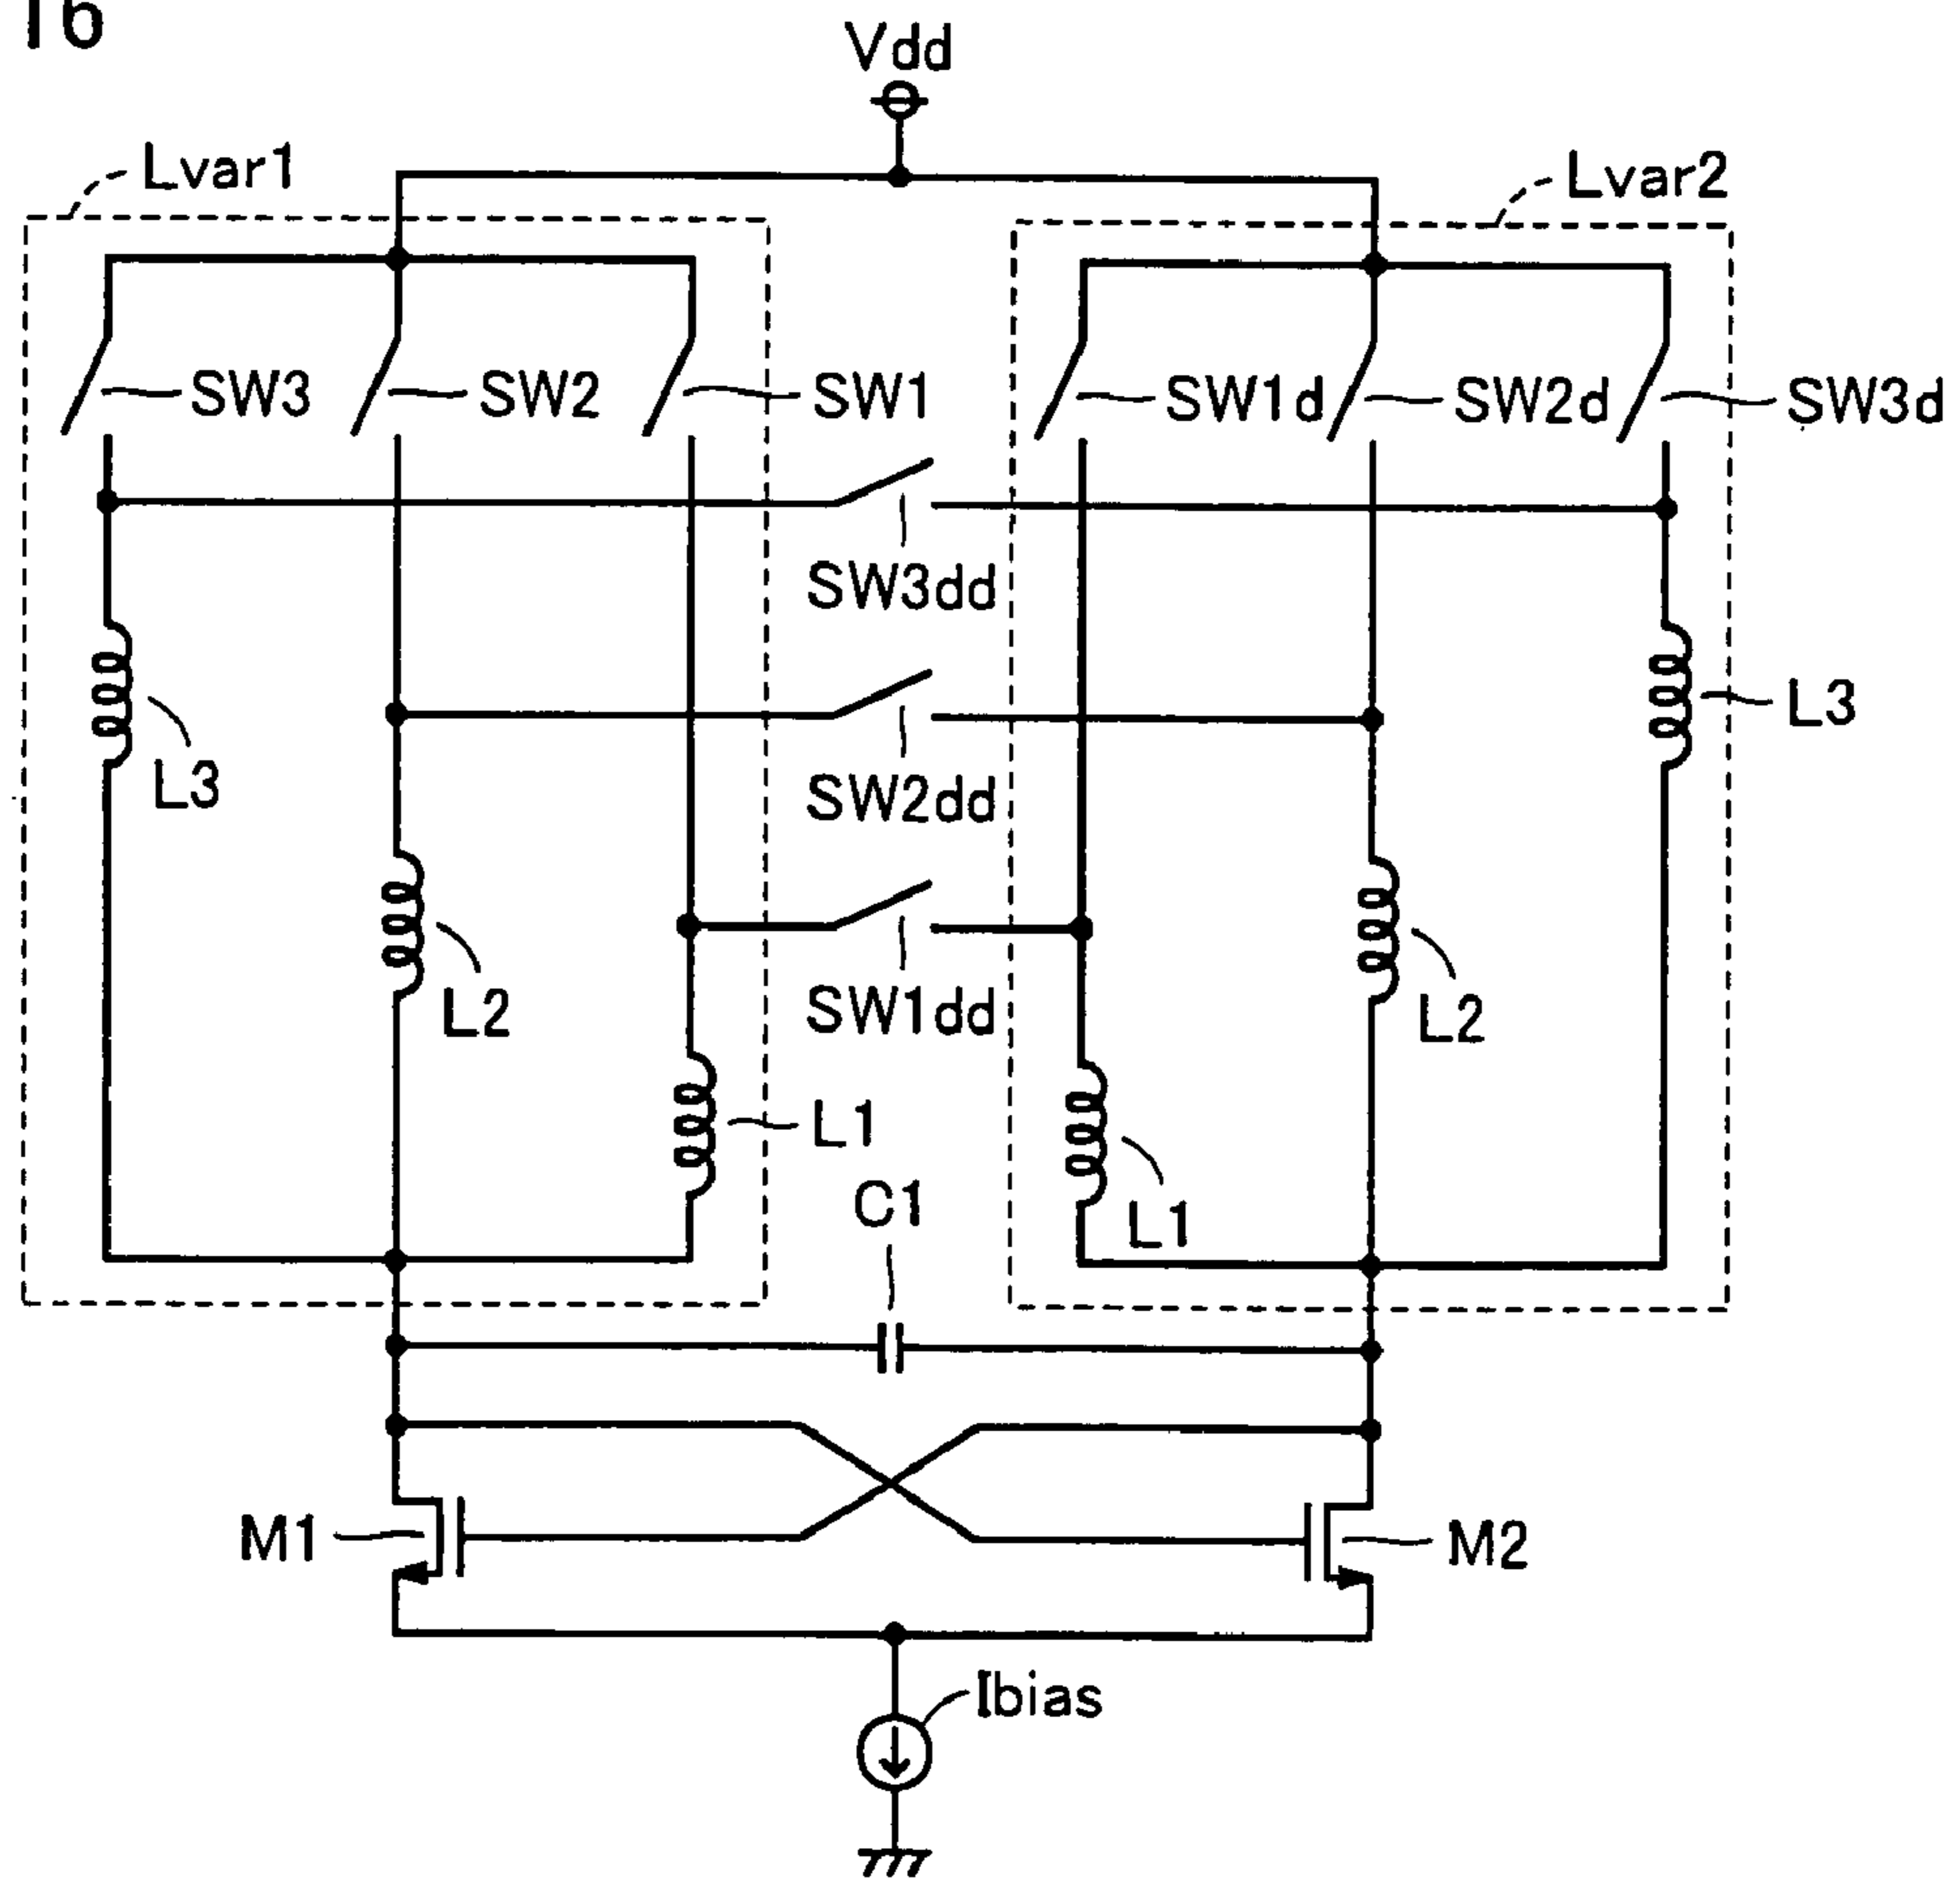 16
Vdd
Lvar1
Lvar2
SW3
SW2
SW1
SW1d
SW2d
SW3d
SW3dd
L3
L3
SW2dd
L2
L2
SW1dd
L1
C1
L1
M1
M2
Ibias